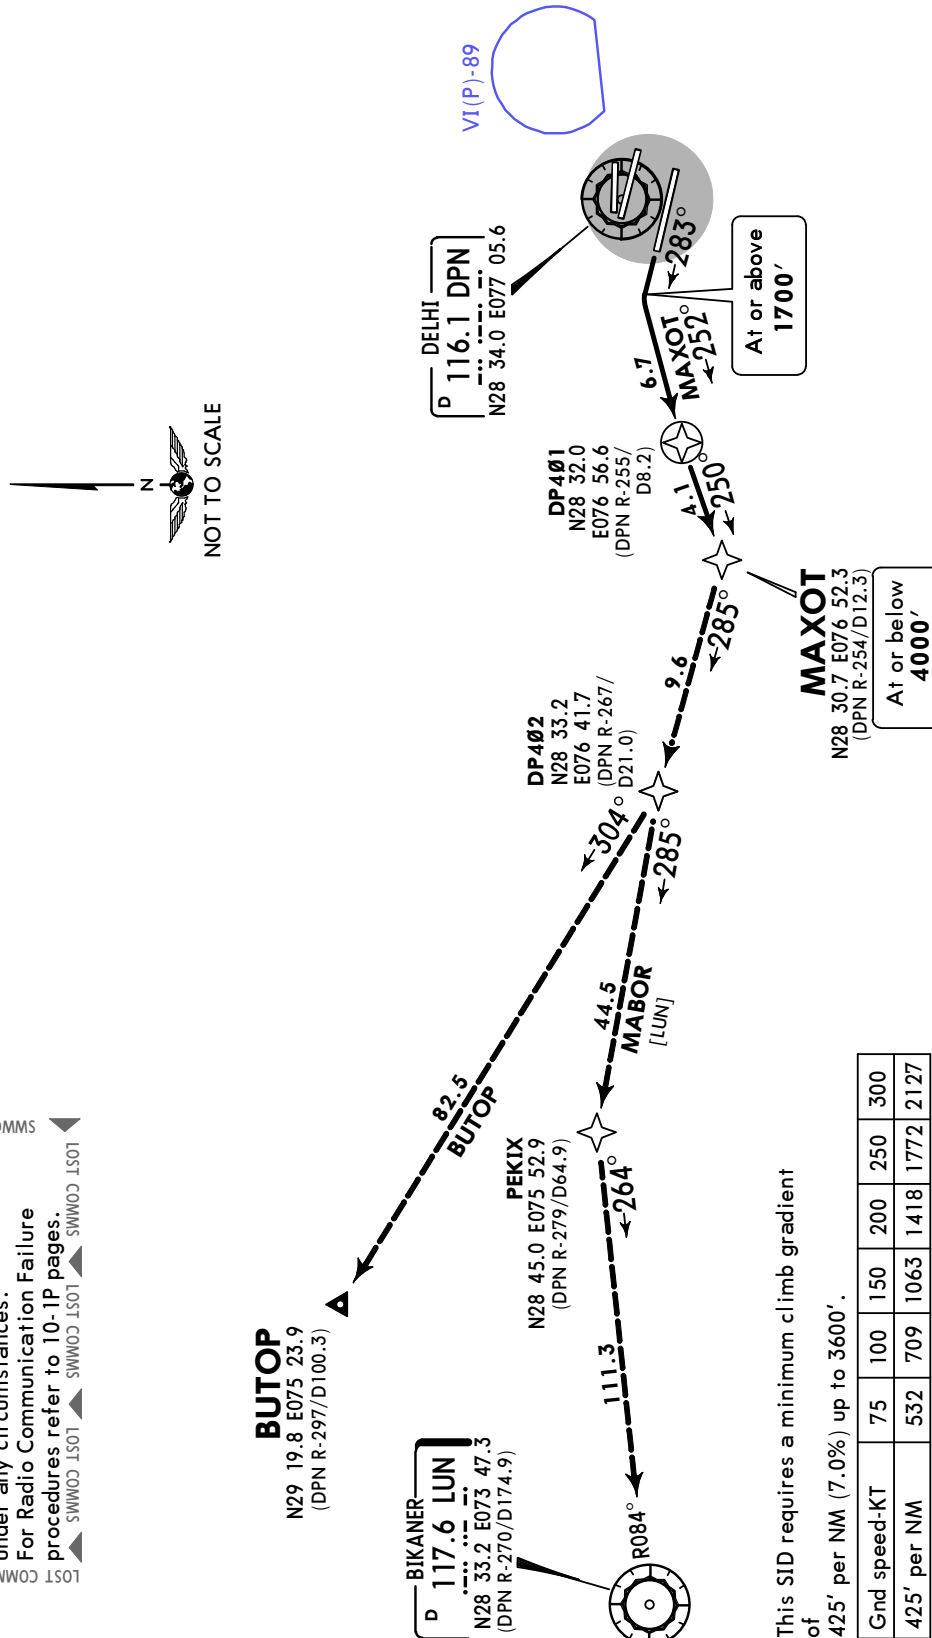 under any circumstances.
For Radio Communication Failure
procedures refer to 10-1P pages.
LOST COMMS LOST COMMS LOST COMMS LOST COMMS
N
NOT TO SCALE
VI(P)-89
DELHI
D 116.1 DPN
N28 34.0 E077 05.6
←283°
At or above
1700'
6.7
MAXOT
←252°
DP4Ø1
N28 32.0
E076 56.6
(DPN R-255/
D8.2)
4.1
←250°
MAXOT
N28 30.7 E076 52.3
(DPN R-254/D12.3)
At or below
4000'
←285°
9.6
DP4Ø2
N28 33.2
E076 41.7
(DPN R-267/
D21.0)
←304°
←285°
82.5
BUTOP
44.5
MABOR
[LUN]
BUTOP
N29 19.8 E075 23.9
(DPN R-297/D100.3)
PEKIX
N28 45.0 E075 52.9
(DPN R-279/D64.9)
←264°
111.3
R084°
BIKANER
D 117.6 LUN
N28 33.2 E073 47.3
(DPN R-270/D174.9)
This SID requires a minimum climb gradient
of
425' per NM (7.0%) up to 3600'.
Gnd speed-KT 75 100 150 200 250 300
425' per NM 532 709 1063 1418 1772 2127